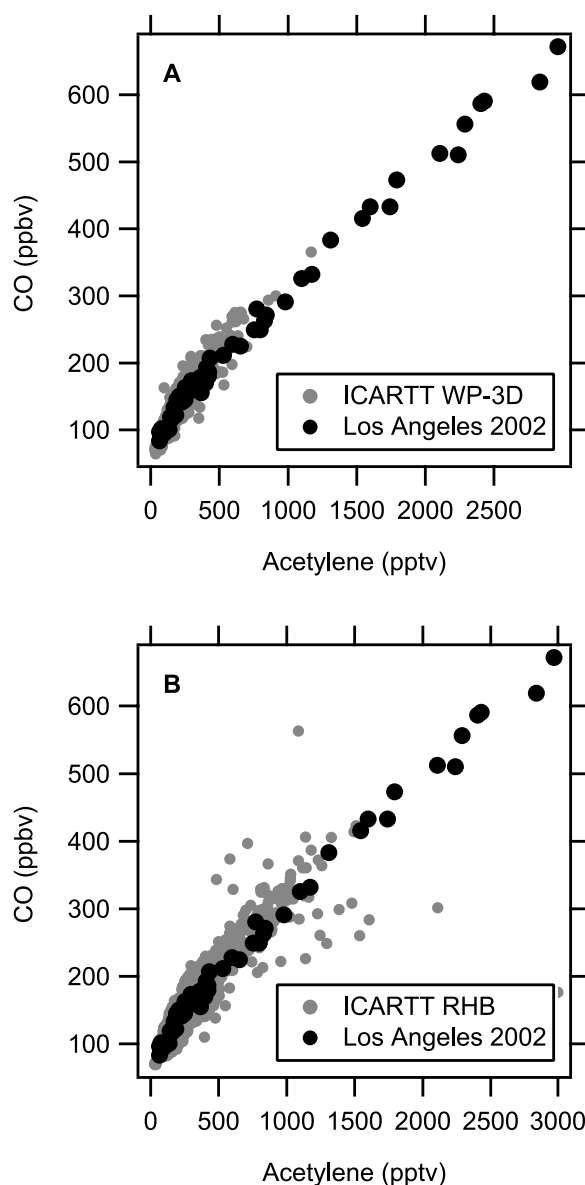 A
600
500
400
300
200
100
CO (ppbv)
ICARTT WP-3D
Los Angeles 2002
0 500 1000 1500 2000 2500
Acetylene (pptv)
B
600
500
400
300
200
100
CO (ppbv)
ICARTT RHB
Los Angeles 2002
0 500 1000 1500 2000 2500 3000
Acetylene (pptv)